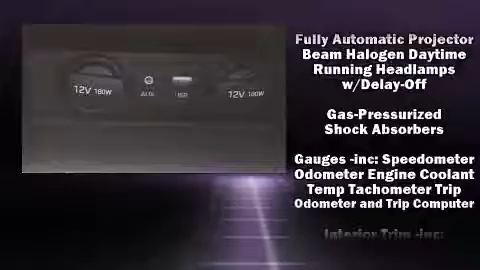 12V 180W
AUX
USB
12V 180W
Fully Automatic Projector
Beam Halogen Daytime
Running Headlamps
w/Delay-Off
Gas-Pressurized
Shock Absorbers
Gauges -inc: Speedometer
Odometer Engine Coolant
Temp Tachometer Trip
Odometer and Trip Computer
Interior Trim -inc: